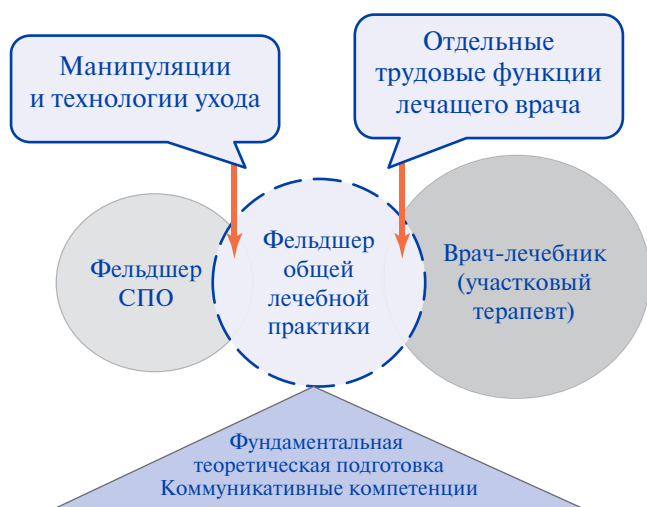 Манипуляции
и технологии ухода
Отдельные
трудовые функции
лечащего врача
Фельдшер
СПО
Фельдшер
общей
лечебной
практики
Врач-лечебник
(участковый
терапевт)
Фундаментальная
теоретическая подготовка
Коммуникативные компетенции